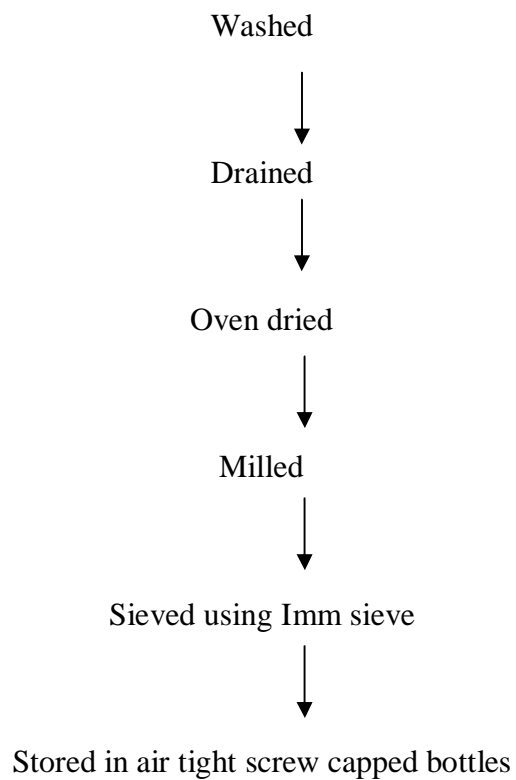 Washed
Drained
Oven dried
Milled
Sieved using Imm sieve
Stored in air tight screw capped bottles